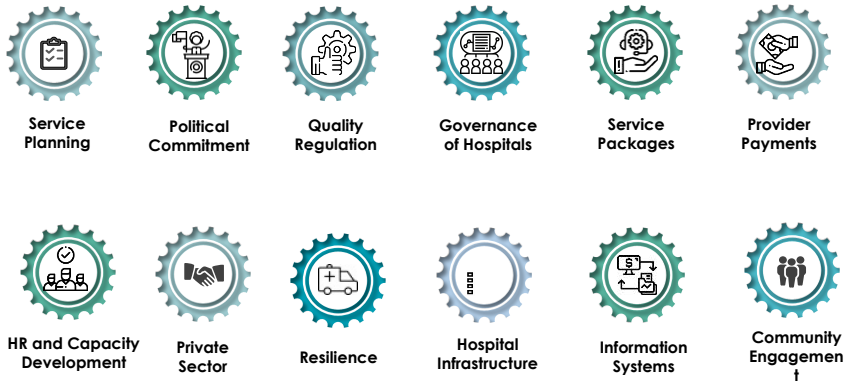 Service
Planning
Political
Commitment
Quality
Regulation
Governance
of Hospitals
Service
Packages
Provider
Payments
HR and Capacity
Development
Private
Sector
Resilience
Hospital
Infrastructure
$
Information
Systems
Community
Engagemen
t